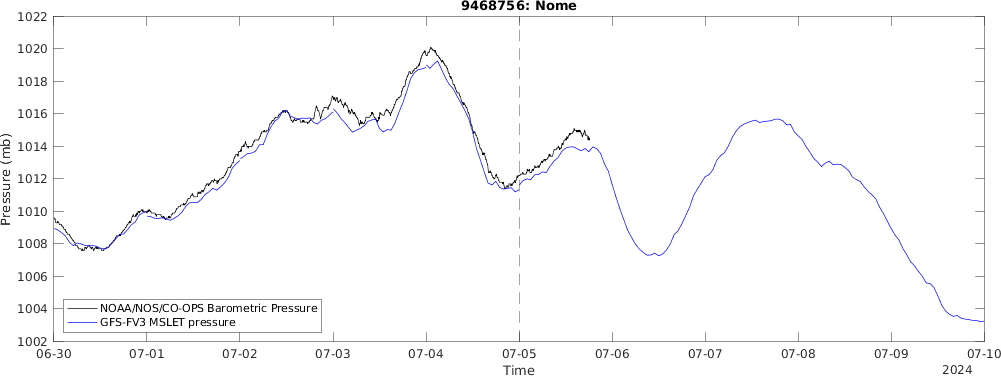 9468756: Nome
1022
1020
1018
1016
1014
1012
1010
1008
1006
1004
1002
Pressure (mb)
NOAA/NOS/CO-OPS Barometric Pressure
GFS-FV3 MSLET pressure
06-30 07-01 07-02 07-03 07-04 07-05 07-06 07-07 07-08 07-09 07-10
Time
2024